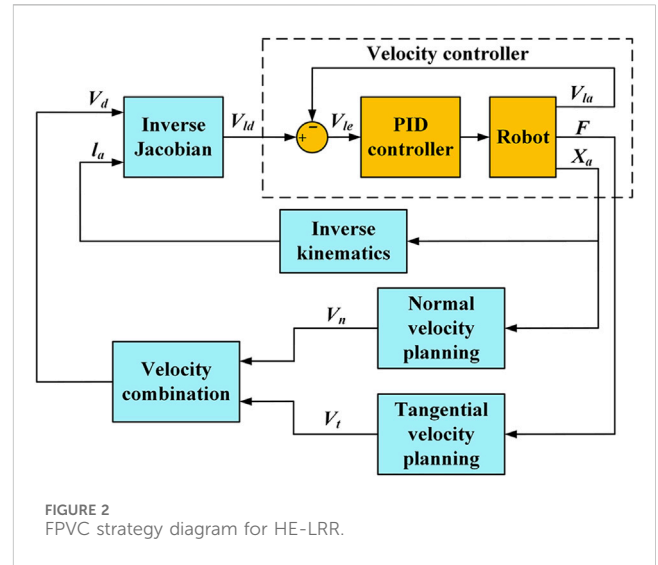 Velocity controller
V_d
Inverse
Jacobian
V_ld
−
+
V_le
PID
controller
Robot
V_la
F
X_a
l_a
Inverse
kinematics
V_n
Normal
velocity
planning
Velocity
combination
V_t
Tangential
velocity
planning
FIGURE 2
FPVC strategy diagram for HE-LRR.